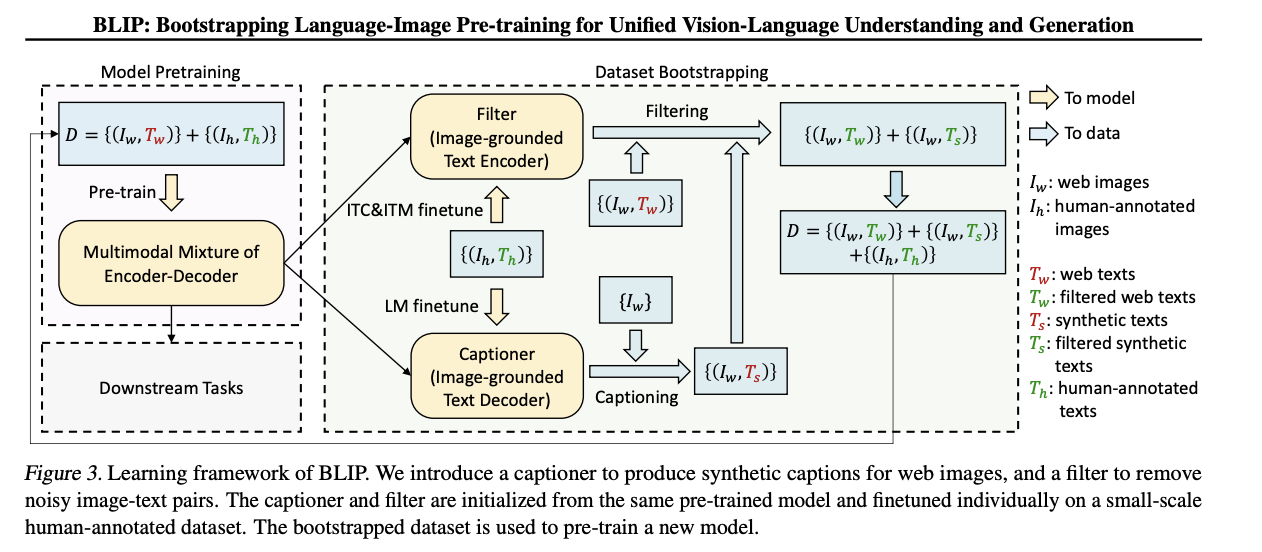 BLIP: Bootstrapping Language-Image Pre-training for Unified Vision-Language Understanding and Generation
Model Pretraining
D = {(I_w, T_w)} + {(I_h, T_h)}
Pre-train
Multimodal Mixture of
Encoder-Decoder
Downstream Tasks
Dataset Bootstrapping
Filter
(Image-grounded
Text Encoder)
ITC&ITM finetune
{(I_h, T_h)}
LM finetune
Captioner
(Image-grounded
Text Decoder)
Filtering
{(I_w, T_w)}
{I_w}
Captioning
{(I_w, T_s)}
{(I_w, T_w)} + {(I_w, T_s)}
D = {(I_w, T_w)} + {(I_w, T_s)}
+{(I_h, T_h)}
To model
To data
I_w: web images
I_h: human-annotated
images
T_w: web texts
T_w: filtered web texts
T_s: synthetic texts
T_s: filtered synthetic
texts
T_h: human-annotated
texts
Figure 3. Learning framework of BLIP. We introduce a captioner to produce synthetic captions for web images, and a filter to remove
noisy image-text pairs. The captioner and filter are initialized from the same pre-trained model and finetuned individually on a small-scale
human-annotated dataset. The bootstrapped dataset is used to pre-train a new model.